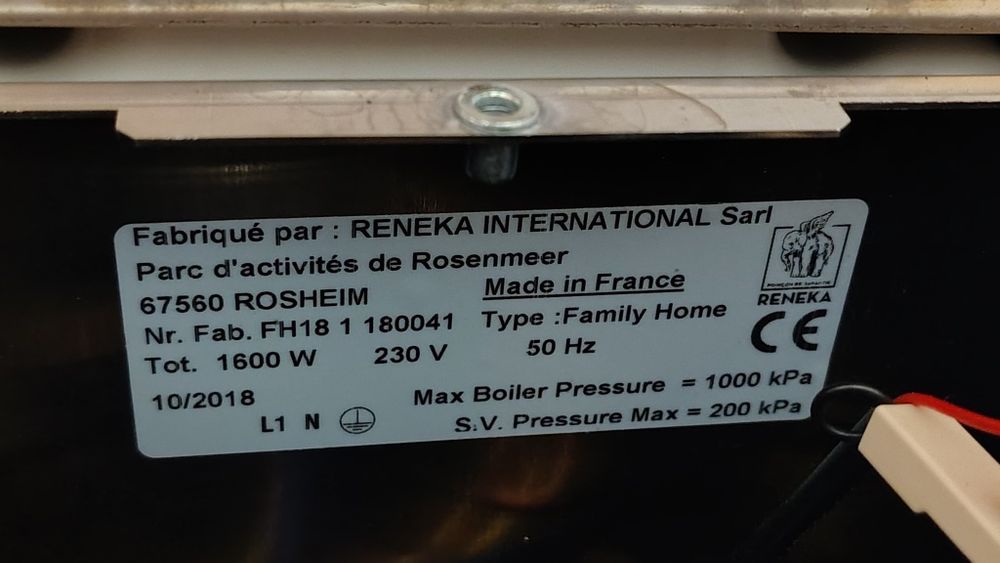 Fabriqué par : RENEKA INTERNATIONAL Sarl
Parc d'activités de Rosenmeer
67560 ROSHEIM Made in France
Nr. Fab. FH18 1 180041 Type :Family Home
Tot. 1600 W 230 V 50 Hz
10/2018 Max Boiler Pressure = 1000 kPa
L1 N S.V. Pressure Max = 200 kPa
RENEKA
CE